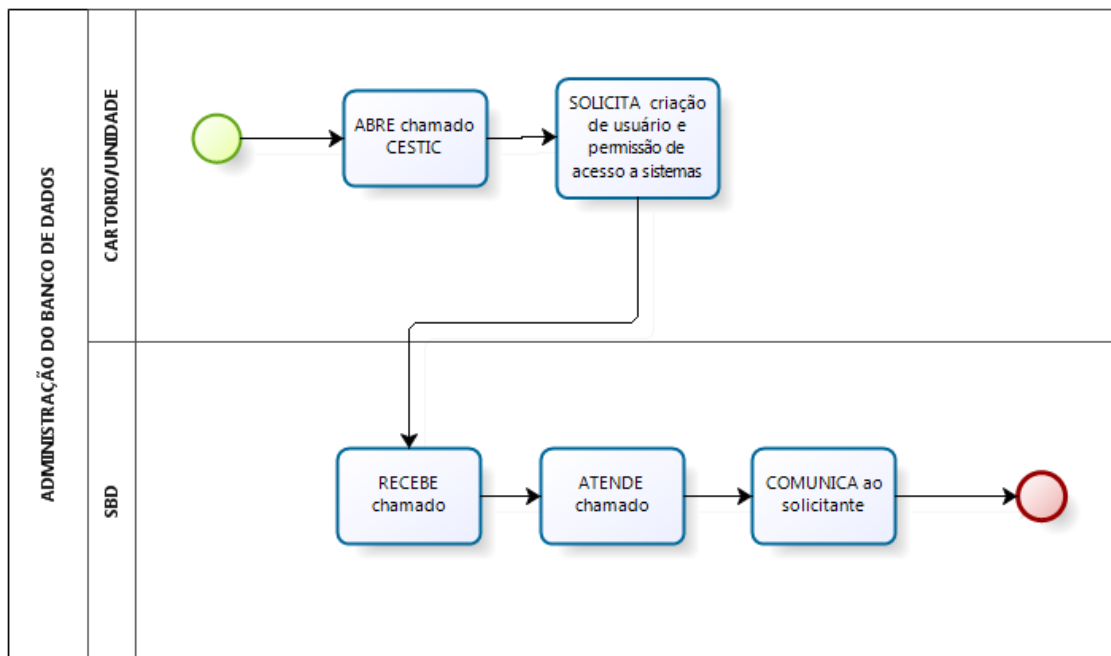 ADMINISTRAÇÃO DO BANCO DE DADOS
CARTORIO/UNIDADE
ABRE chamado
CESTIC
SOLICITA criação
de usuário e
permissão de
acesso a sistemas
SBD
RECEBE
chamado
ATENDE
chamado
COMUNICA ao
solicitante